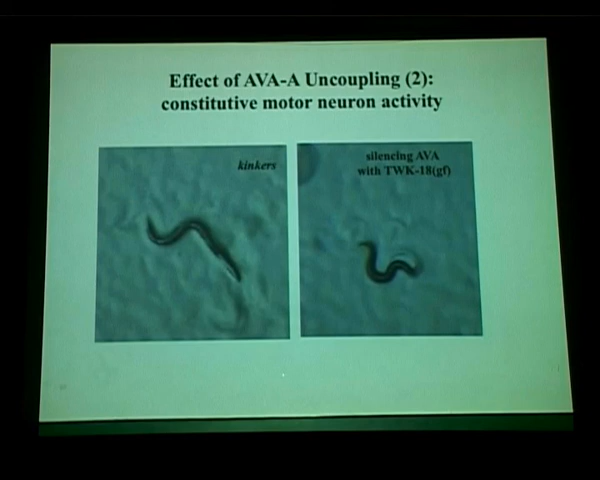 Effect of AVA-A Uncoupling (2):
constitutive motor neuron activity
kinkers
silencing AVA
with TWK-18(gf)